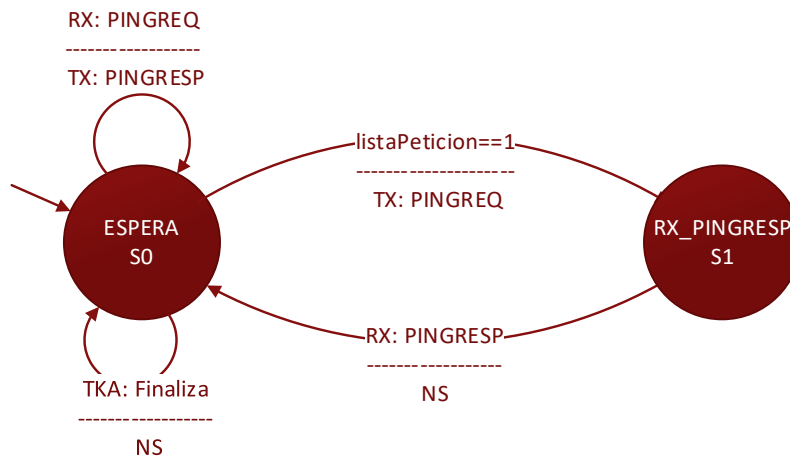 RX: PINGREQ
-------------------
TX: PINGRESP
listaPeticion==1
----------------------
TX: PINGREQ
ESPERA
S0
RX_PINGRESP
S1
RX: PINGRESP
-------------------
NS
TKA: Finaliza
-------------------
NS